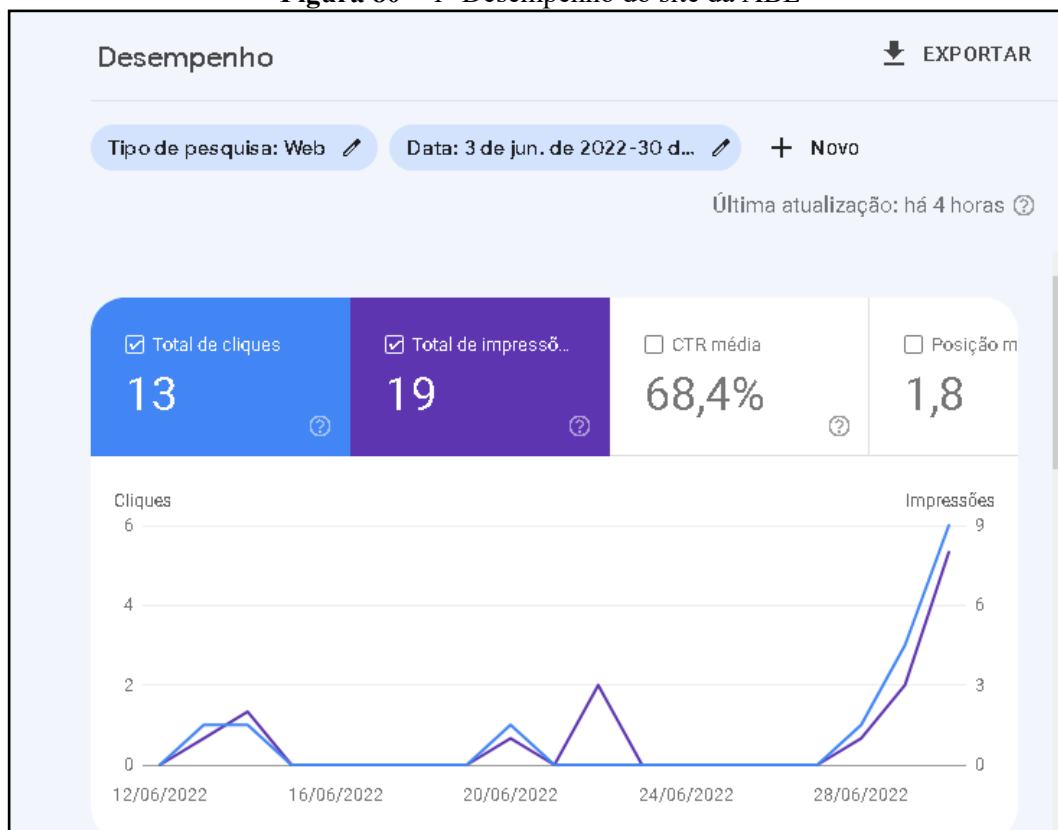 Desempenho
EXPORTAR
Tipo de pesquisa: Web
Data: 3 de jun. de 2022-30 d...
+ Novo
Última atualização: há 4 horas
Total de cliques
13
Total de impressõ...
19
CTR média
68,4%
Posição m
1,8
Cliques
Impressões
6
9
4
6
2
3
0
0
12/06/2022
16/06/2022
20/06/2022
24/06/2022
28/06/2022